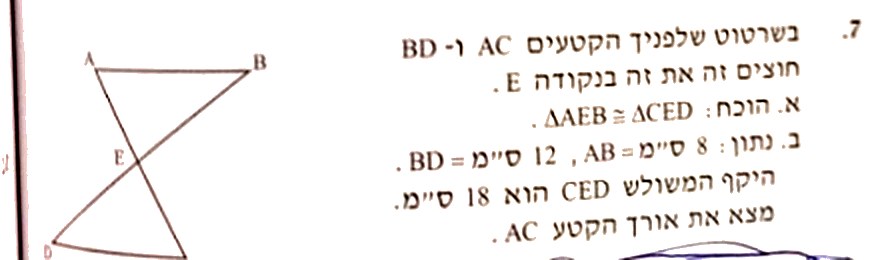 7. בשרטוט שלפניך הקטעים AC ו- BD
חוצים זה את זה בנקודה E .
א. הוכח: ΔAEB ≅ ΔCED .
ב. נתון: 8 ס״מ = AB , 12 ס״מ = BD .
היקף המשולש CED הוא 18 ס״מ.
מצא את אורך הקטע AC .
A
B
E
D